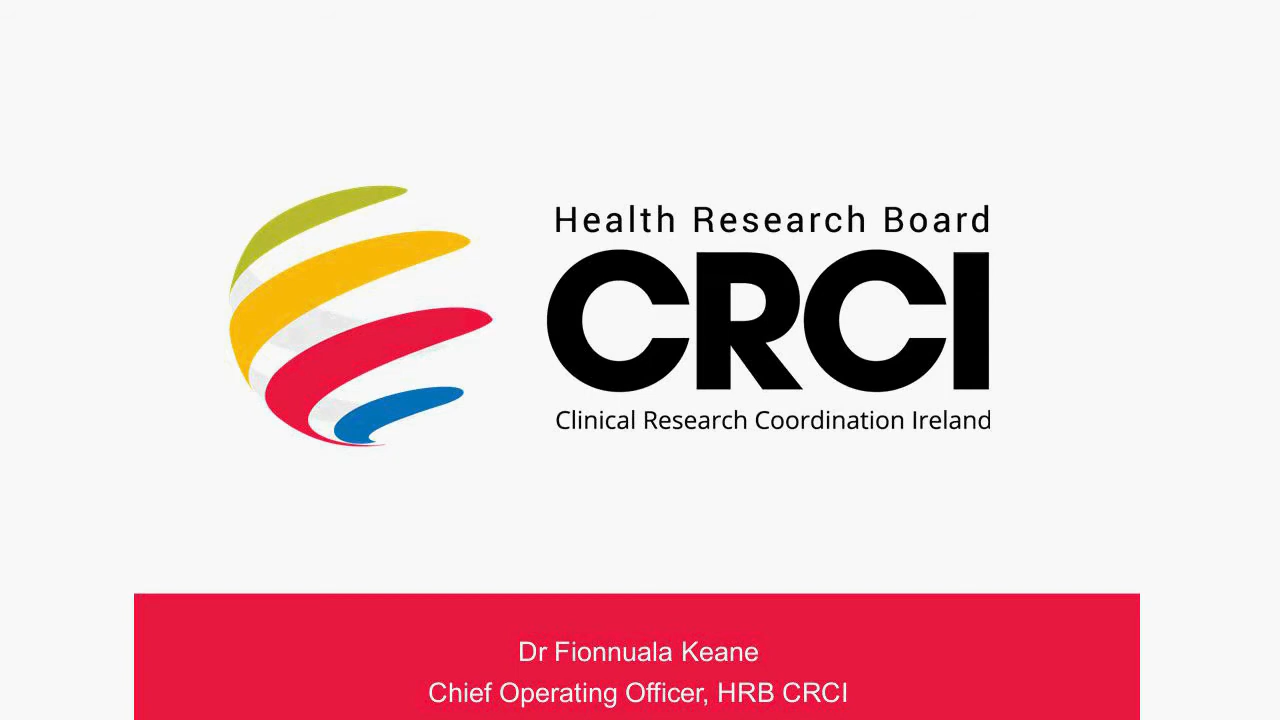 Health Research Board
CRCI
Clinical Research Coordination Ireland
Dr Fionnuala Keane
Chief Operating Officer, HRB CRCI